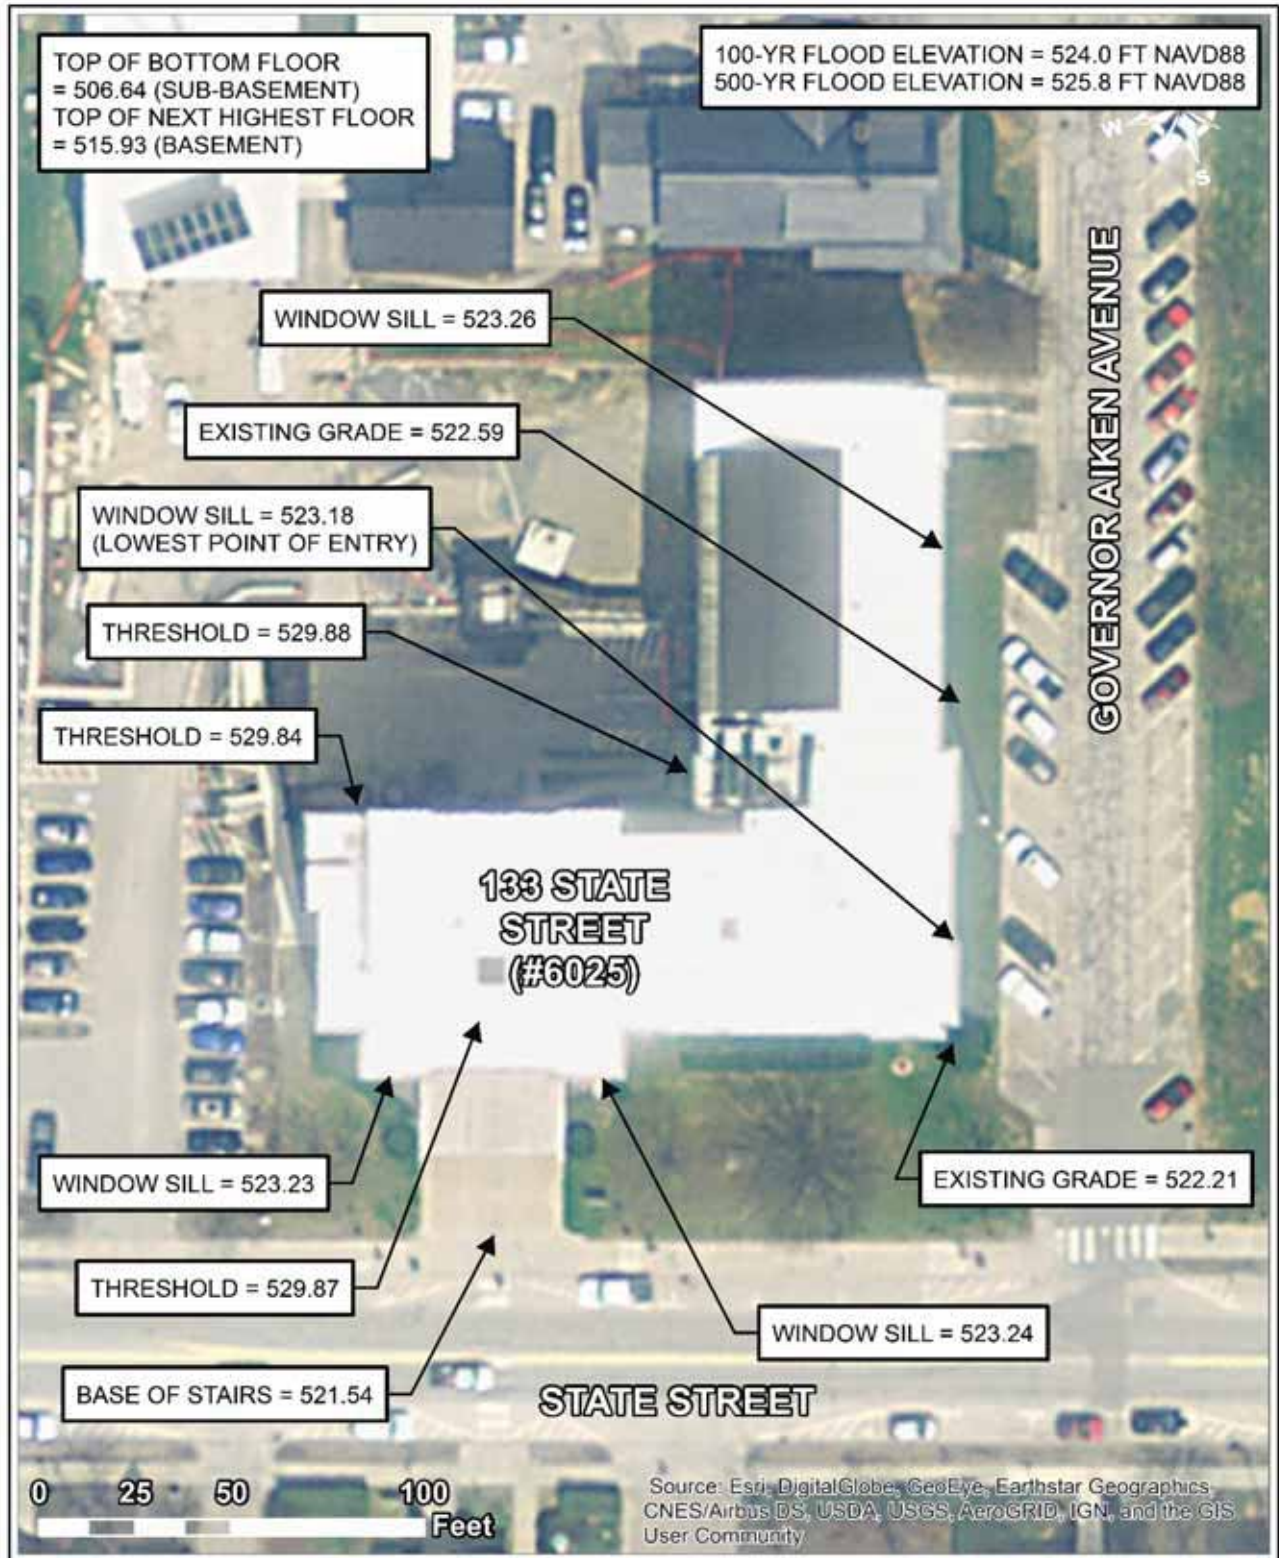 TOP OF BOTTOM FLOOR
= 506.64 (SUB-BASEMENT)
TOP OF NEXT HIGHEST FLOOR
= 515.93 (BASEMENT)
100-YR FLOOD ELEVATION = 524.0 FT NAVD88
500-YR FLOOD ELEVATION = 525.8 FT NAVD88
W
S
GOVERNOR AIKEN AVENUE
WINDOW SILL = 523.26
EXISTING GRADE = 522.59
WINDOW SILL = 523.18
(LOWEST POINT OF ENTRY)
THRESHOLD = 529.88
THRESHOLD = 529.84
133 STATE
STREET
(#6025)
WINDOW SILL = 523.23
EXISTING GRADE = 522.21
THRESHOLD = 529.87
WINDOW SILL = 523.24
BASE OF STAIRS = 521.54
STATE STREET
0 25 50 100
Feet
Source: Esri, DigitalGlobe, GeoEye, Earthstar Geographics,
CNES/Airbus DS, USDA, USGS, AeroGRID, IGN, and the GIS
User Community